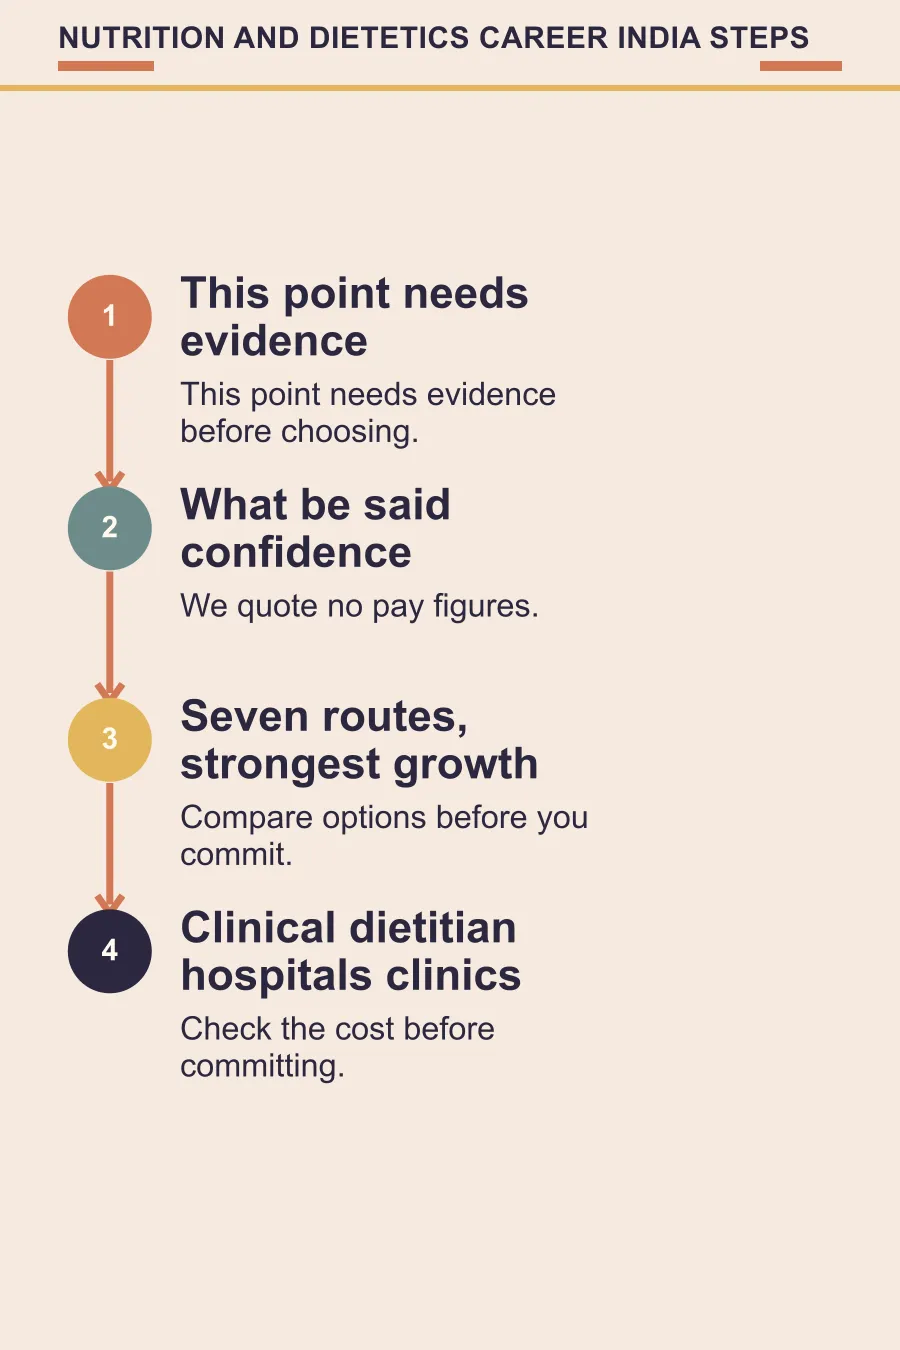 NUTRITION AND DIETETICS CAREER INDIA STEPS
1
This point needs
evidence
This point needs evidence
before choosing.
2
What be said
confidence
We quote no pay figures.
3
Seven routes,
strongest growth
Compare options before you
commit.
4
Clinical dietitian
hospitals clinics
Check the cost before
committing.